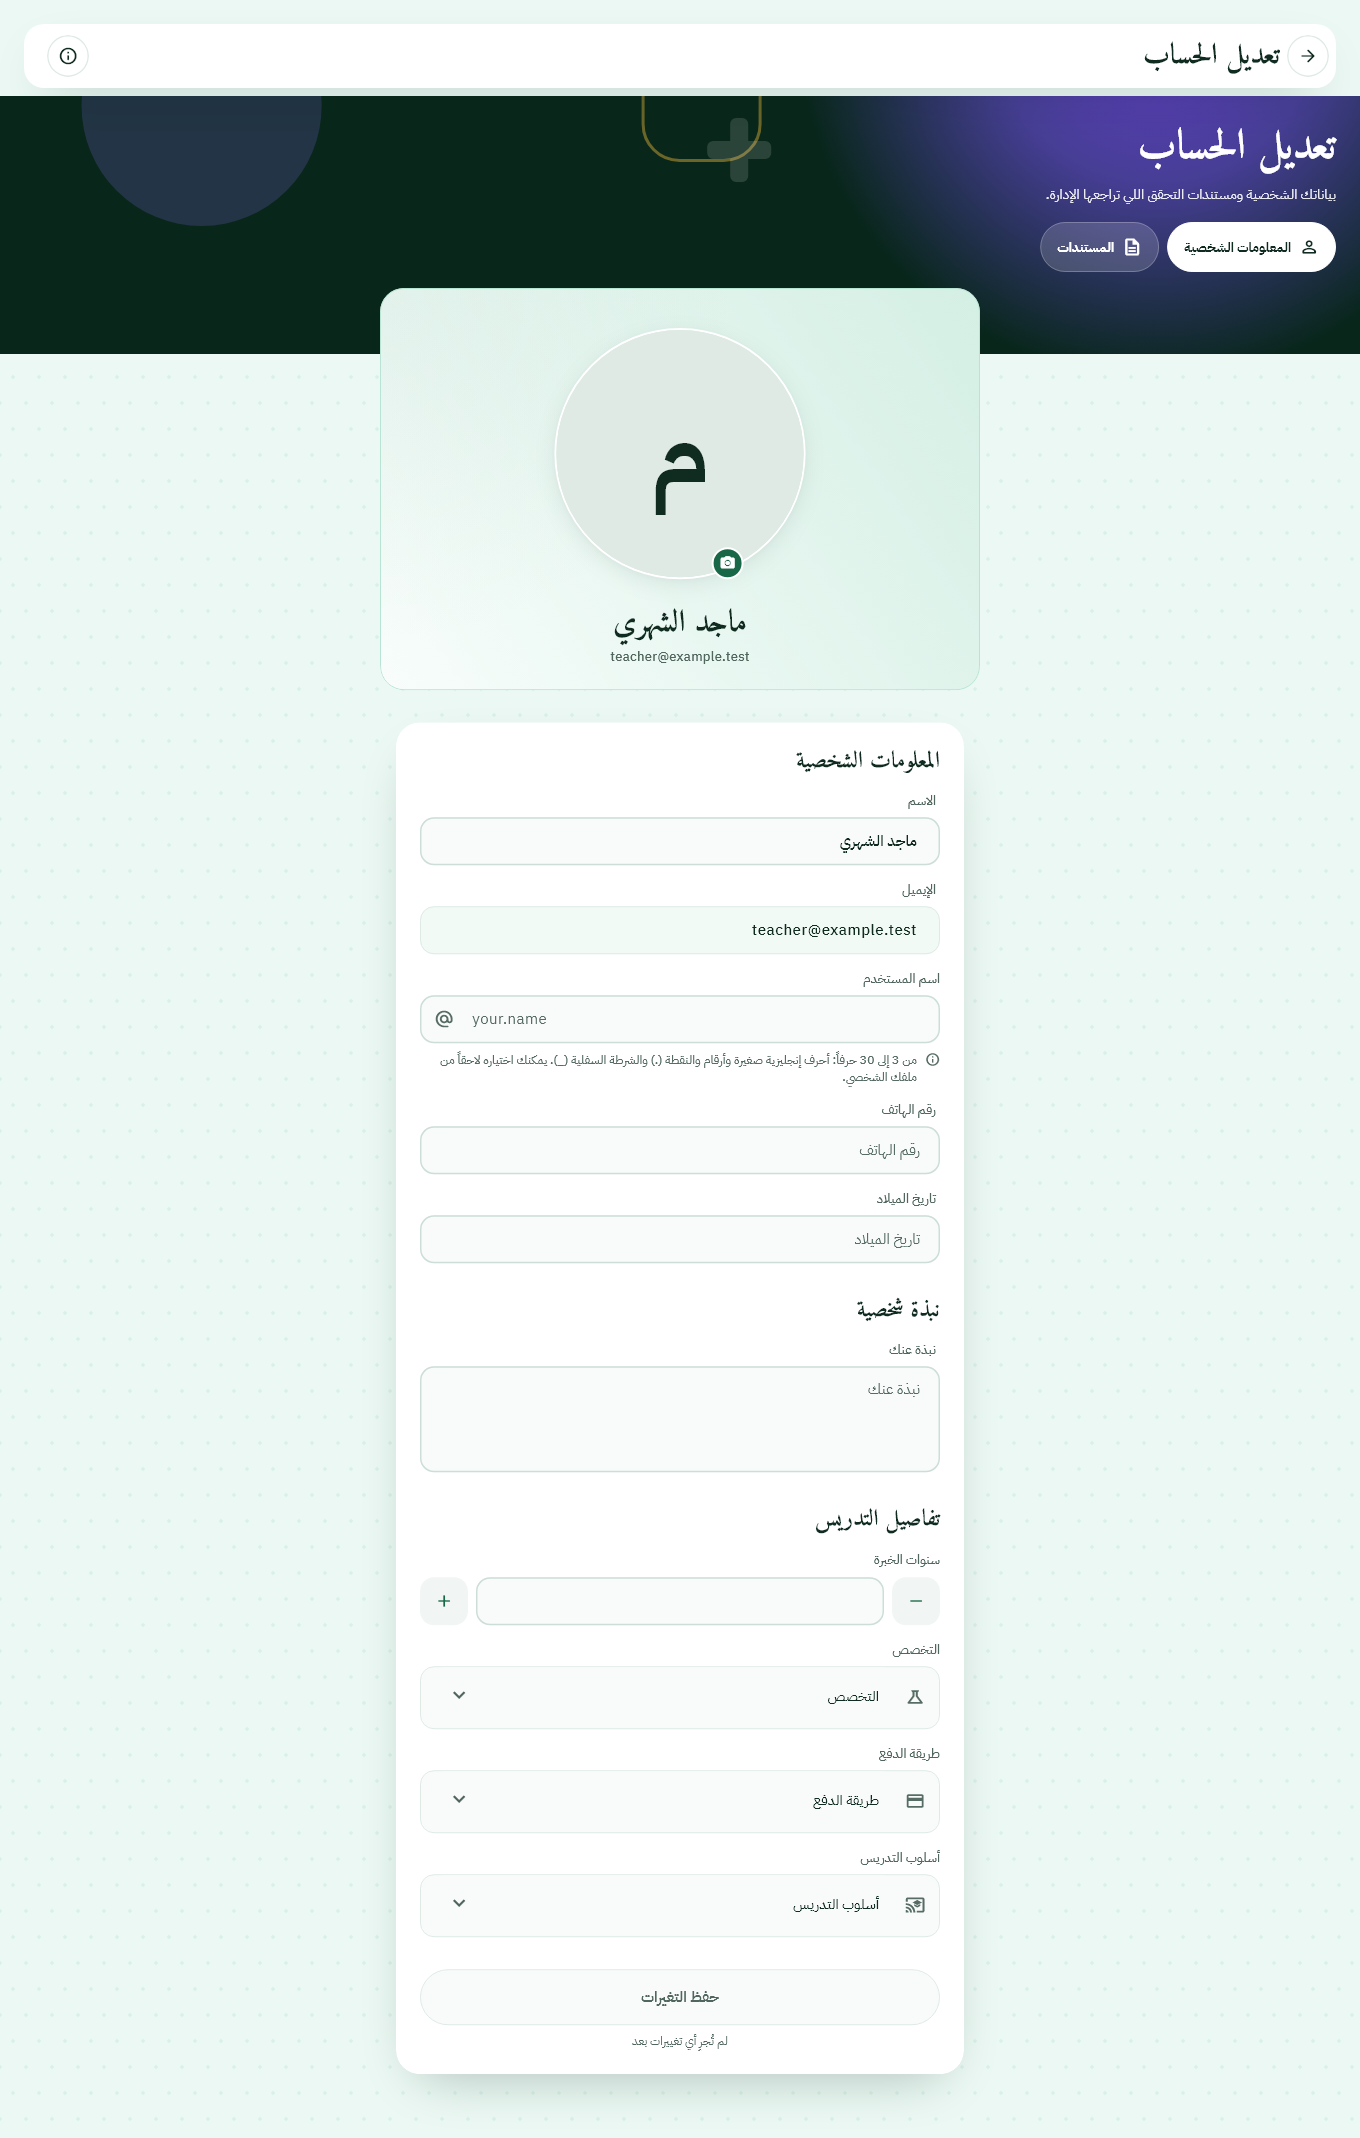 تعديل الحساب
تعديل الحساب
بياناتك الشخصية ومستندات التحقق اللي تراجعها الإدارة.
المعلومات الشخصية
المستندات
م
ماجد الشهري
teacher@example.test
المعلومات الشخصية
الاسم
ماجد الشهري
الإيميل
teacher@example.test
اسم المستخدم
your.name
من 3 إلى 30 حرفاً: أحرف إنجليزية صغيرة وأرقام والنقطة (.) والشرطة السفلية (_). يمكنك اختياره لاحقاً من
ملفك الشخصي.
رقم الهاتف
رقم الهاتف
تاريخ الميلاد
تاريخ الميلاد
نبذة شخصية
نبذة عنك
نبذة عنك
تفاصيل التدريس
سنوات الخبرة
التخصص
التخصص
طريقة الدفع
طريقة الدفع
أسلوب التدريس
أسلوب التدريس
حفظ التغيرات
لم تُجرِ أي تغييرات بعد